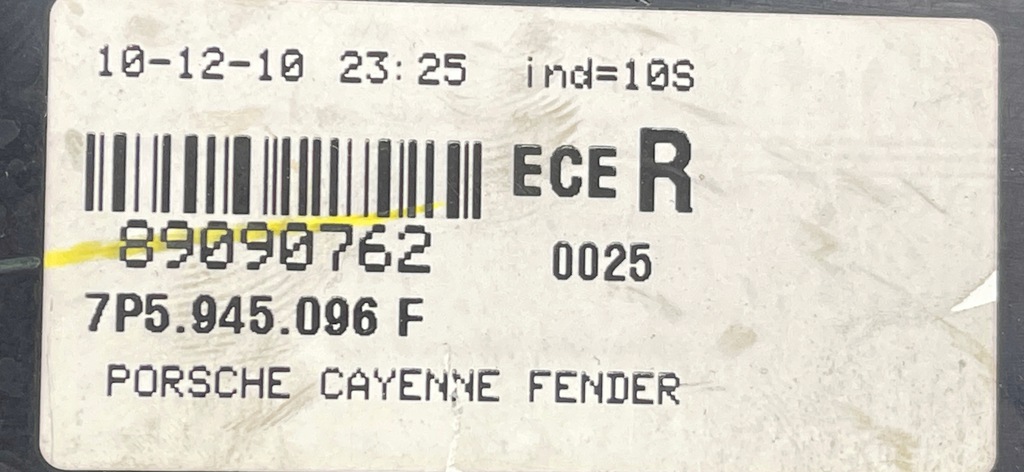 10-12-10 23:25 ind=10S
ECE R
89090762 0025
7P5.945.096 F
PORSCHE CAYENNE FENDER